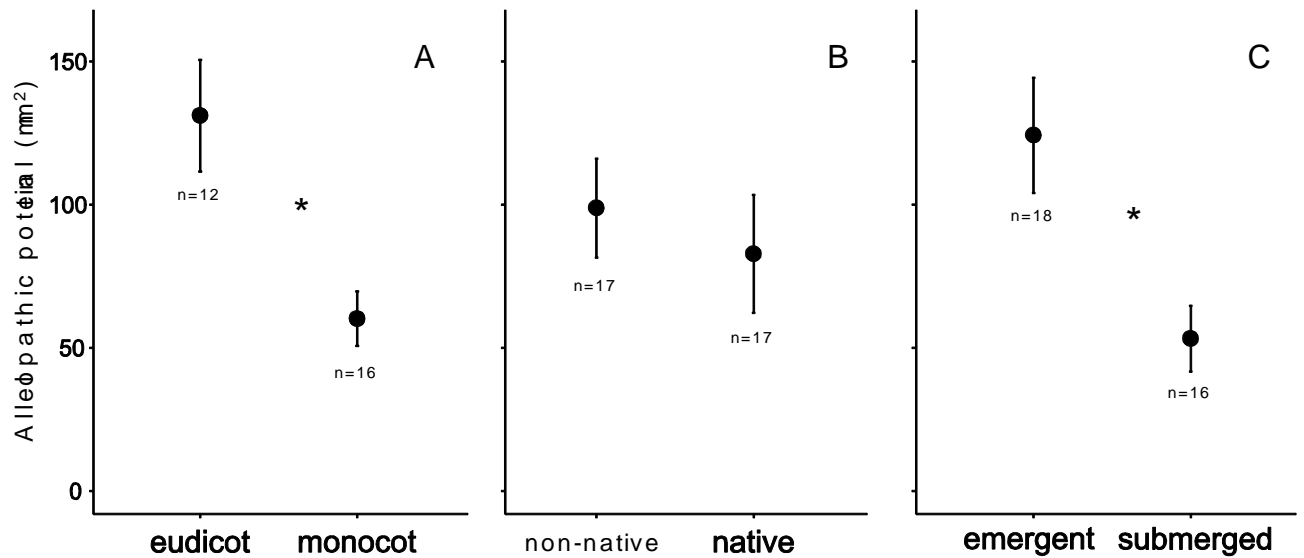 A
B
C
Allelopathic potential (mm²)
150
100
50
0
n=12
*
n=16
n=17
n=17
n=18
*
n=16
eudicot
monocot
non-native
native
emergent
submerged